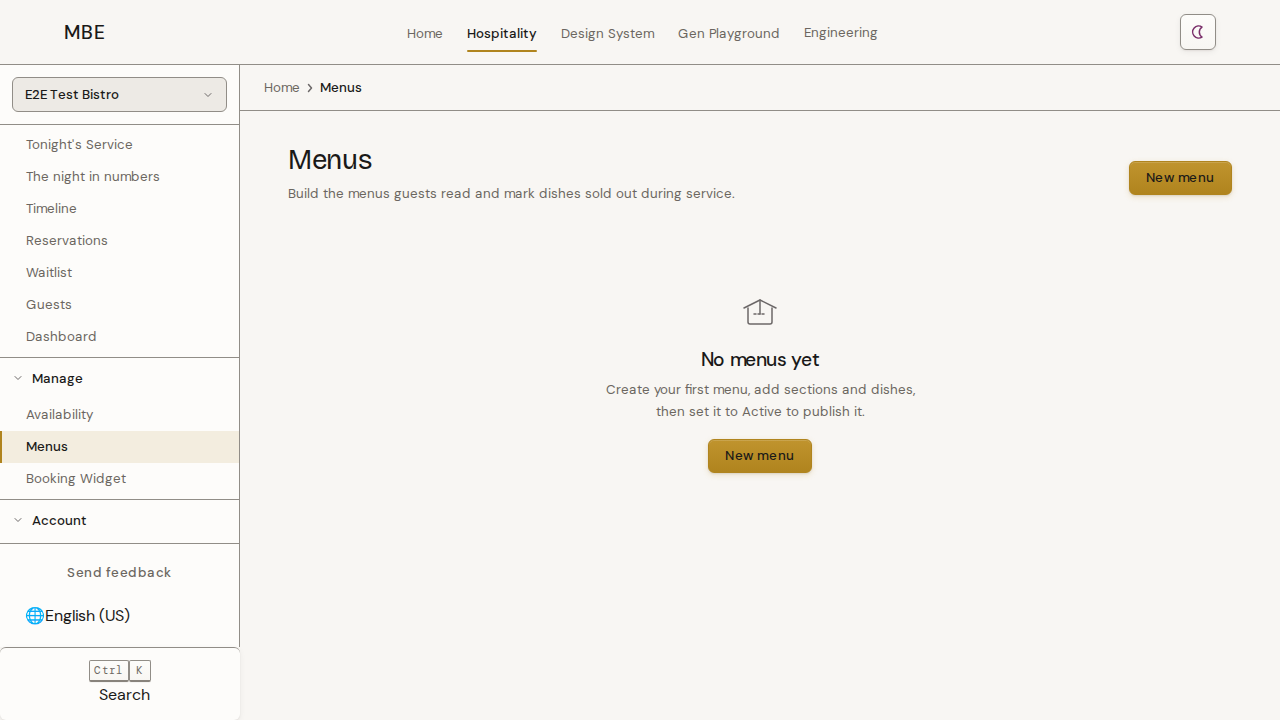 MBE
Home
Hospitality
Design System
Gen Playground
Engineering
E2E Test Bistro
Tonight's Service
The night in numbers
Timeline
Reservations
Waitlist
Guests
Dashboard
Manage
Availability
Menus
Booking Widget
Account
Send feedback
English (US)
Ctrl K
Search
Home > Menus
Menus
Build the menus guests read and mark dishes sold out during service.
New menu
No menus yet
Create your first menu, add sections and dishes,
then set it to Active to publish it.
New menu